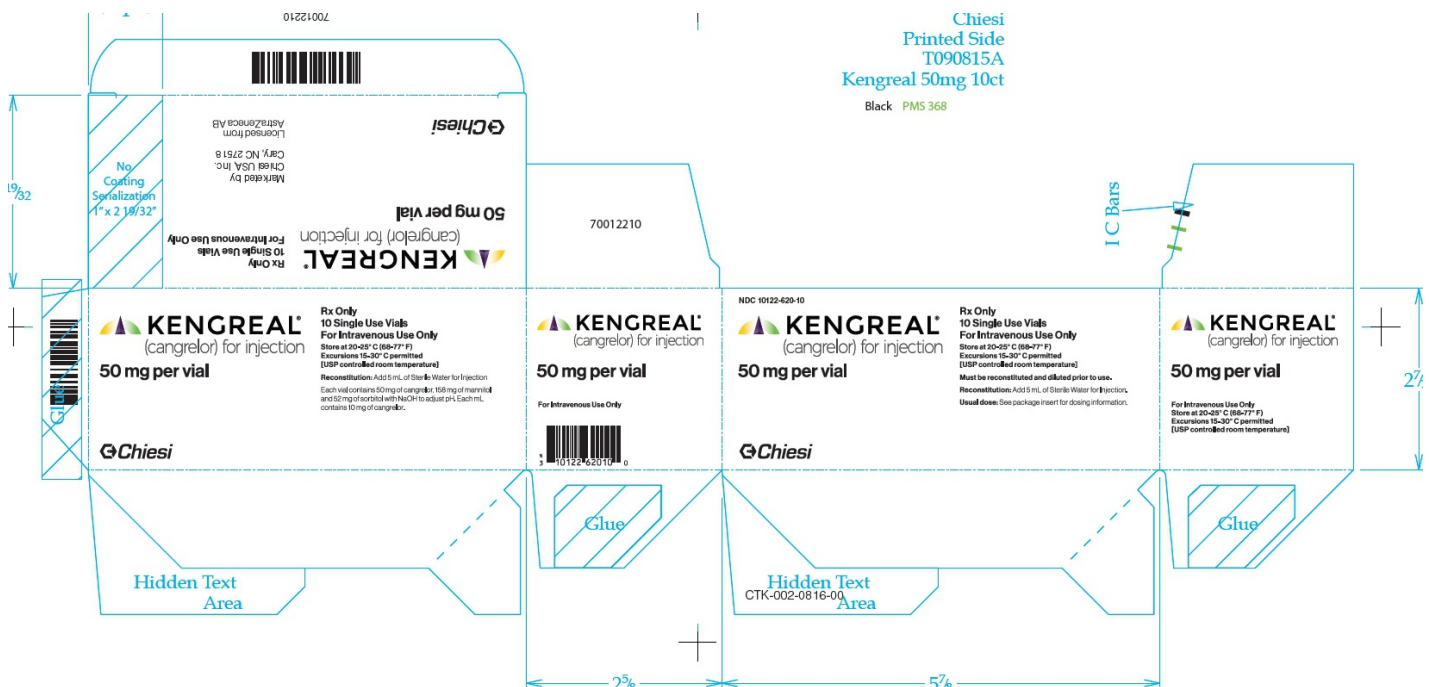 70012210
Chiesi
Printed Side
T090815A
Kengreal 50mg 10ct
Black PMS 368
Chiesi
Licensed from
AstraZeneca AB
Marketed by
Chiesi USA, Inc.
Cary, NC 27518
50 mg per vial
KENGREAL®
(cangrelor) for injection
Rx Only
10 Single Use Vials
For Intravenous Use Only
No
Coating
Serialization
1" x 2 19/32"
19/32
70012210
I C Bars
Glue
KENGREAL®
(cangrelor) for injection
50 mg per vial
Rx Only
10 Single Use Vials
For Intravenous Use Only
Store at 20-25° C (68-77° F)
Excursions 15-30° C permitted
[USP controlled room temperature]
Reconstitution: Add 5 mL of Sterile Water for Injection
Each vial contains 50 mg of cangrelor, 158 mg of mannitol
and 52 mg of sorbitol with NaOH to adjust pH. Each mL
contains 10 mg of cangrelor.
Chiesi
KENGREAL®
(cangrelor) for injection
50 mg per vial
For Intravenous Use Only
3 10122 62010 0
NDC 10122-620-10
KENGREAL®
(cangrelor) for injection
50 mg per vial
Rx Only
10 Single Use Vials
For Intravenous Use Only
Store at 20-25° C (68-77° F)
Excursions 15-30° C permitted
[USP controlled room temperature]
Must be reconstituted and diluted prior to use.
Reconstitution: Add 5 mL of Sterile Water for Injection.
Usual dose: See package insert for dosing information.
Chiesi
KENGREAL®
(cangrelor) for injection
50 mg per vial
For Intravenous Use Only
Store at 20-25° C (68-77° F)
Excursions 15-30° C permitted
[USP controlled room temperature]
2⅞
Hidden Text
Area
Glue
Hidden Text
Area
CTK-002-0816-00
Glue
2⅝
5⅞